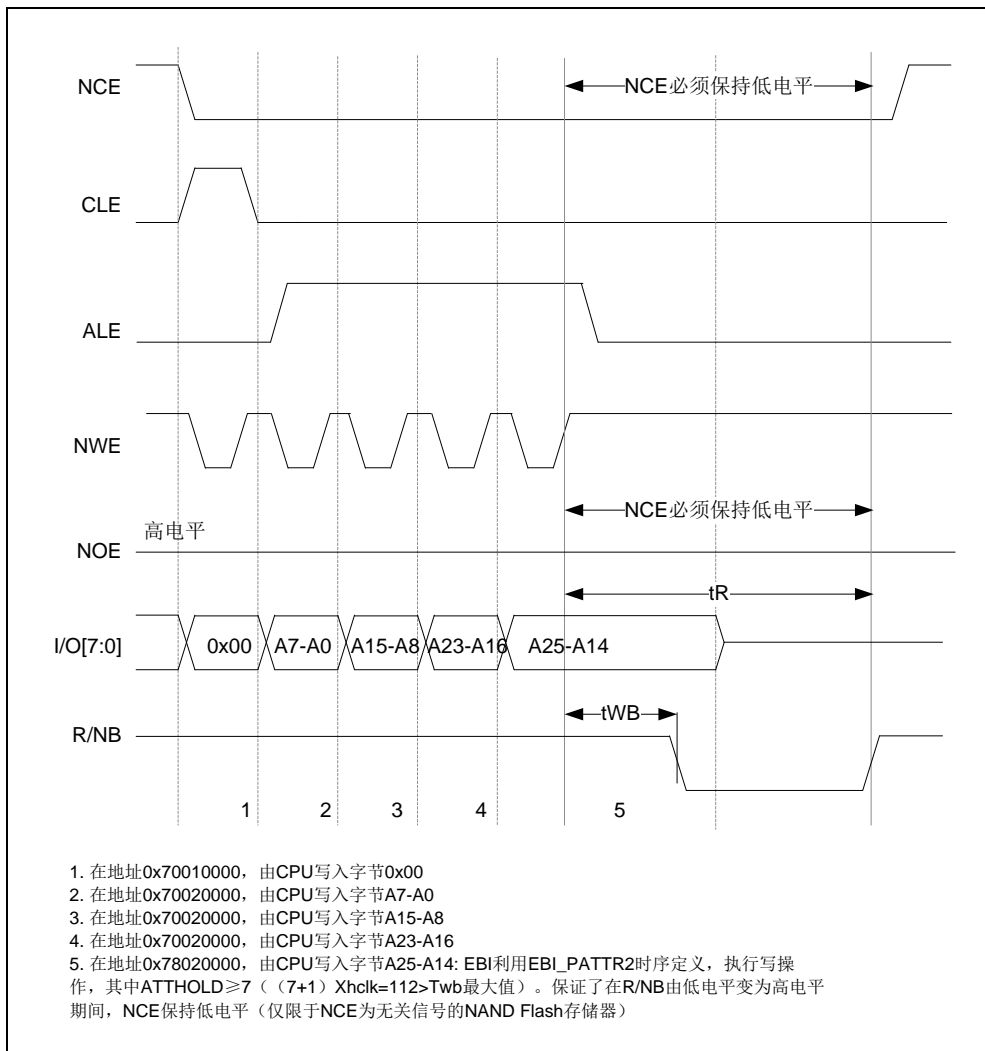 NCE
NCE必须保持低电平
CLE
ALE
NWE
NCE必须保持低电平
高电平
NOE
tR
I/O[7:0]
0x00
A7-A0
A15-A8
A23-A16
A25-A14
tWB
R/NB
1
2
3
4
5
1. 在地址0x70010000，由CPU写入字节0x00
2. 在地址0x70020000，由CPU写入字节A7-A0
3. 在地址0x70020000，由CPU写入字节A15-A8
4. 在地址0x70020000，由CPU写入字节A23-A16
5. 在地址0x78020000，由CPU写入字节A25-A14: EBI利用EBI_PATTR2时序定义，执行写操
作，其中ATTHOLD≥7（（7+1）Xhclk=112>Twb最大值）。保证了在R/NB由低电平变为高电平
期间，NCE保持低电平（仅限于NCE为无关信号的NAND Flash存储器）